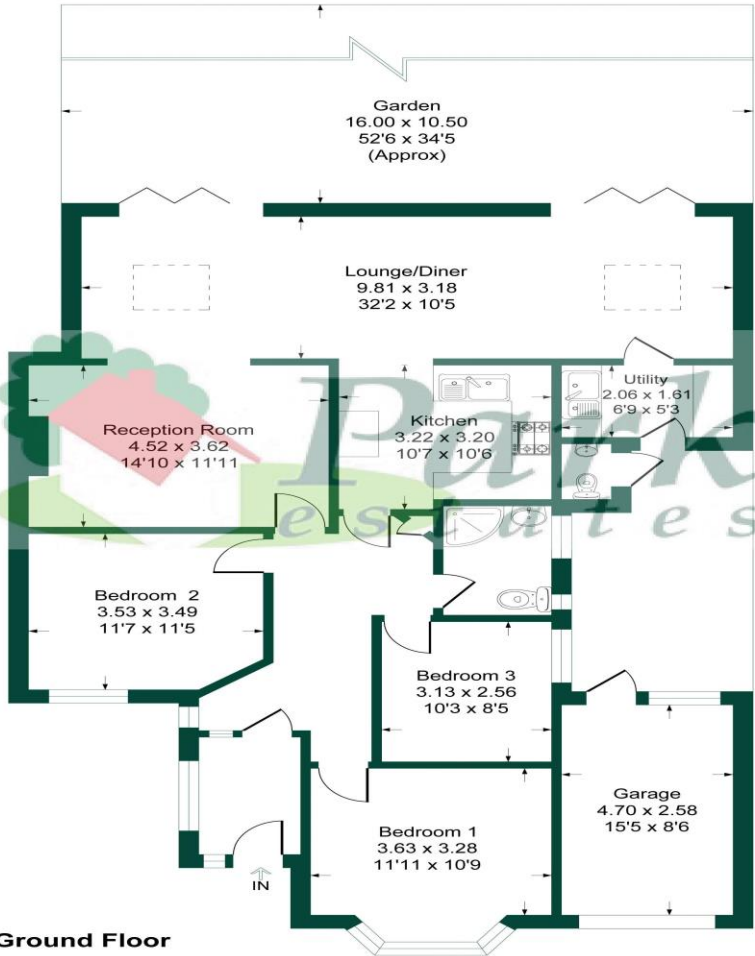 Garden
16.00 x 10.50
52'6 x 34'5
(Approx)
Lounge/Diner
9.81 x 3.18
32'2 x 10'5
Utility
2.06 x 1.61
6'9 x 5'3
Reception Room
4.52 x 3.62
14'10 x 11'11
Kitchen
3.22 x 3.20
10'7 x 10'6
Park
estates
Bedroom 2
3.53 x 3.49
11'7 x 11'5
Bedroom 3
3.13 x 2.56
10'3 x 8'5
Garage
4.70 x 2.58
15'5 x 8'6
Bedroom 1
3.63 x 3.28
11'11 x 10'9
IN
Ground Floor